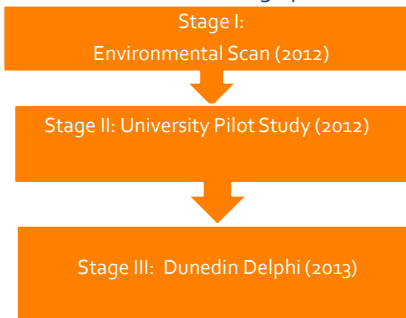 Stage I:
Environmental Scan (2012)
Stage II: University Pilot Study (2012)
Stage III:  Dunedin Delphi (2013)